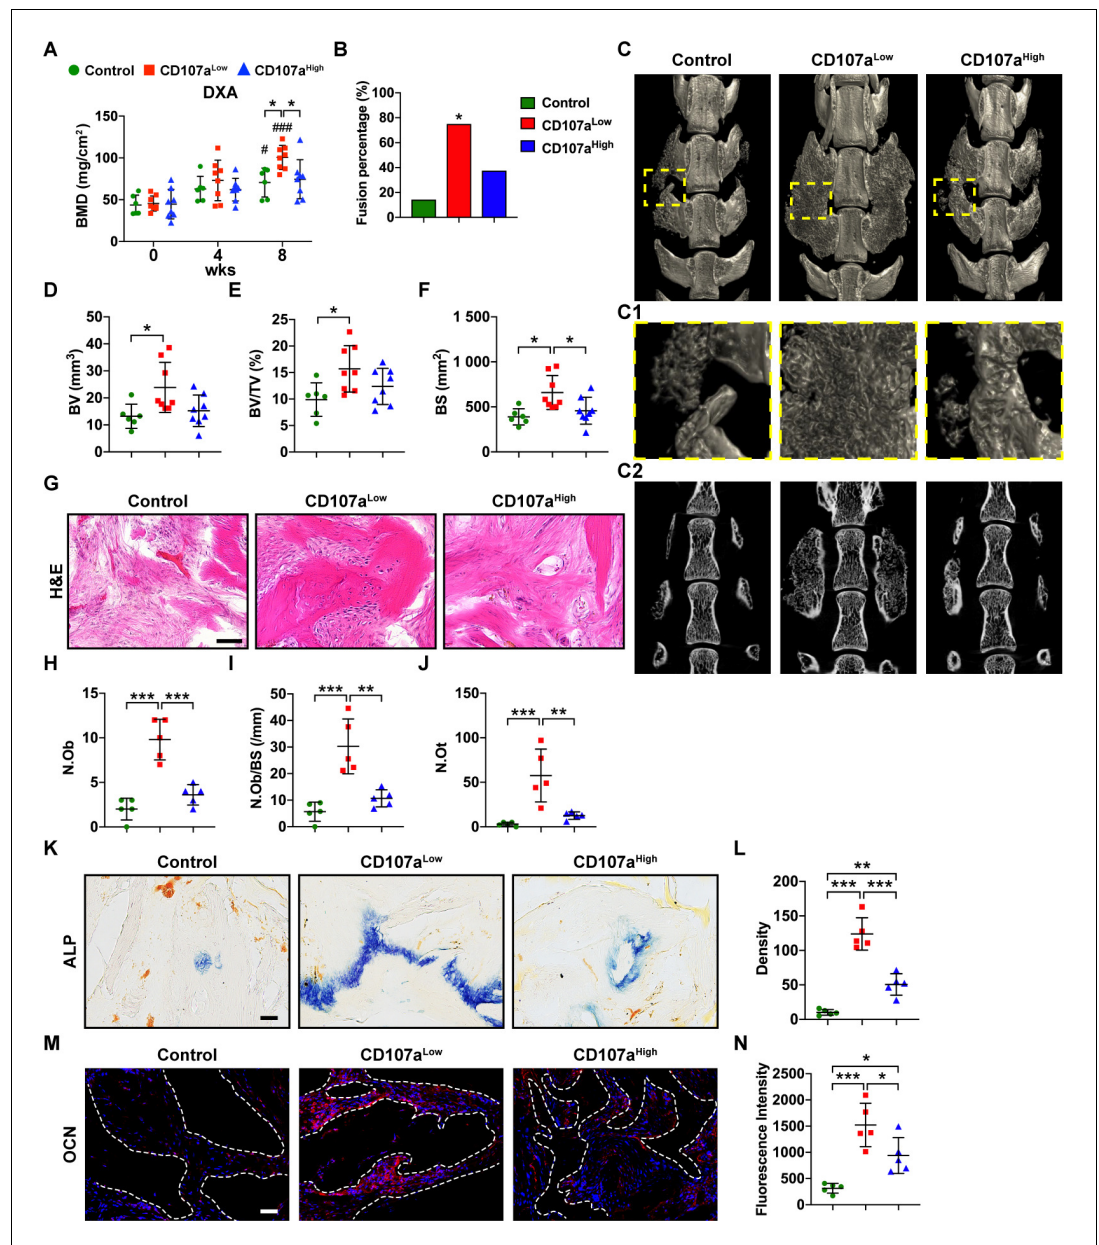 A
Control CD107aLow CD107aHigh
DXA
BMD (mg/cm2)
150
100
50
0
* *
# ###
0 4 8
wks
B
Fusion percentage (%)
100
80
60
40
20
0
*
Control
CD107aLow
CD107aHigh
C
Control CD107aLow CD107aHigh
C1
C2
D
BV (mm3)
50
40
30
20
10
0
*
E
BV/TV (%)
25
20
15
10
5
0
*
F
BS (mm2)
1 500
1 000
500
0
* *
G
Control CD107aLow CD107aHigh
H&E
H
N.Ob
15
10
5
0
*** ***
I
N.Ob/BS (/mm)
50
40
30
20
10
0
*** **
J
N.Ot
150
100
50
0
*** **
K
Control CD107aLow CD107aHigh
ALP
L
Density
200
150
100
50
0
**
*** ***
M
Control CD107aLow CD107aHigh
OCN
N
Fluorescence Intensity
2500
2000
1500
1000
500
0
*
*** *